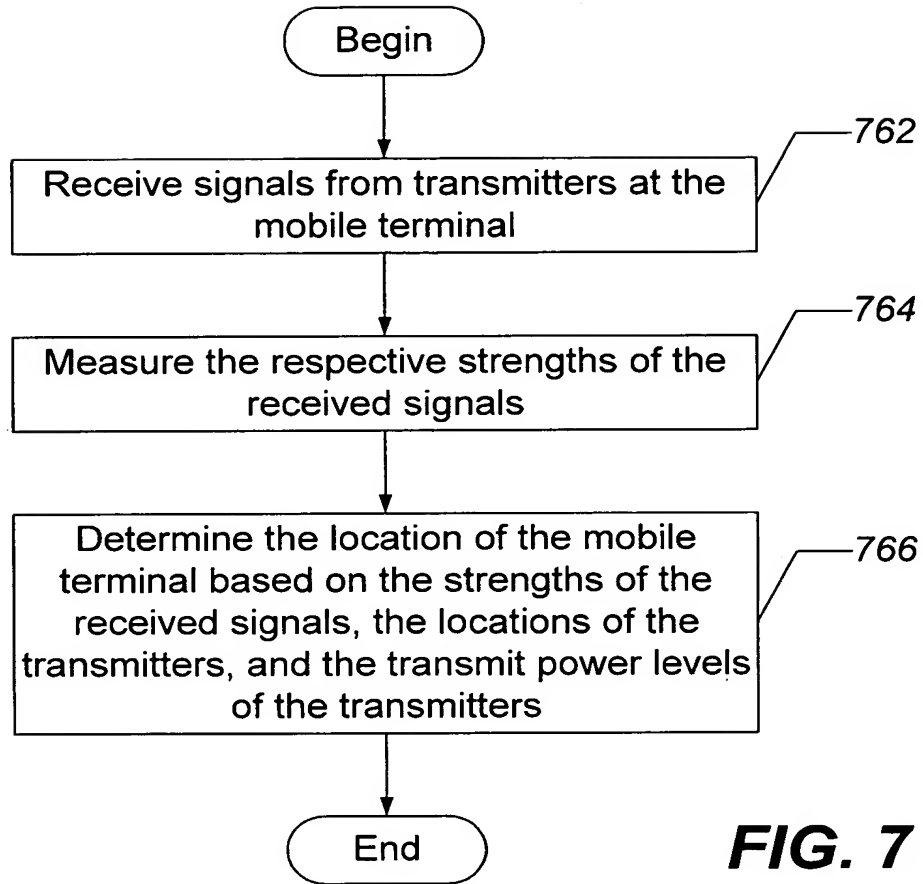 Begin
762
Receive signals from transmitters at the
mobile terminal
764
Measure the respective strengths of the
received signals
766
Determine the location of the mobile
terminal based on the strengths of the
received signals, the locations of the
transmitters, and the transmit power levels
of the transmitters
End
FIG. 7